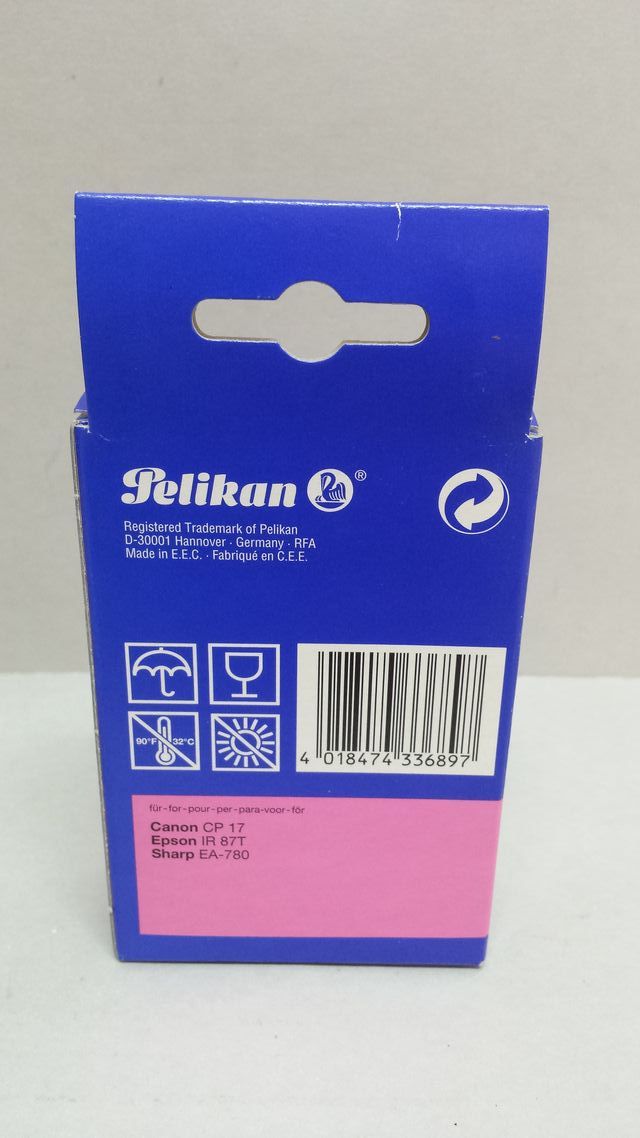 Pelikan ®
Registered Trademark of Pelikan
D-30001 Hannover · Germany · RFA
Made in E.E.C. · Fabriqué en C.E.E.
90°F 32°C
4 018474 336897
für-for-pour-per-para-voor-för
Canon CP 17
Epson IR 87T
Sharp EA-780